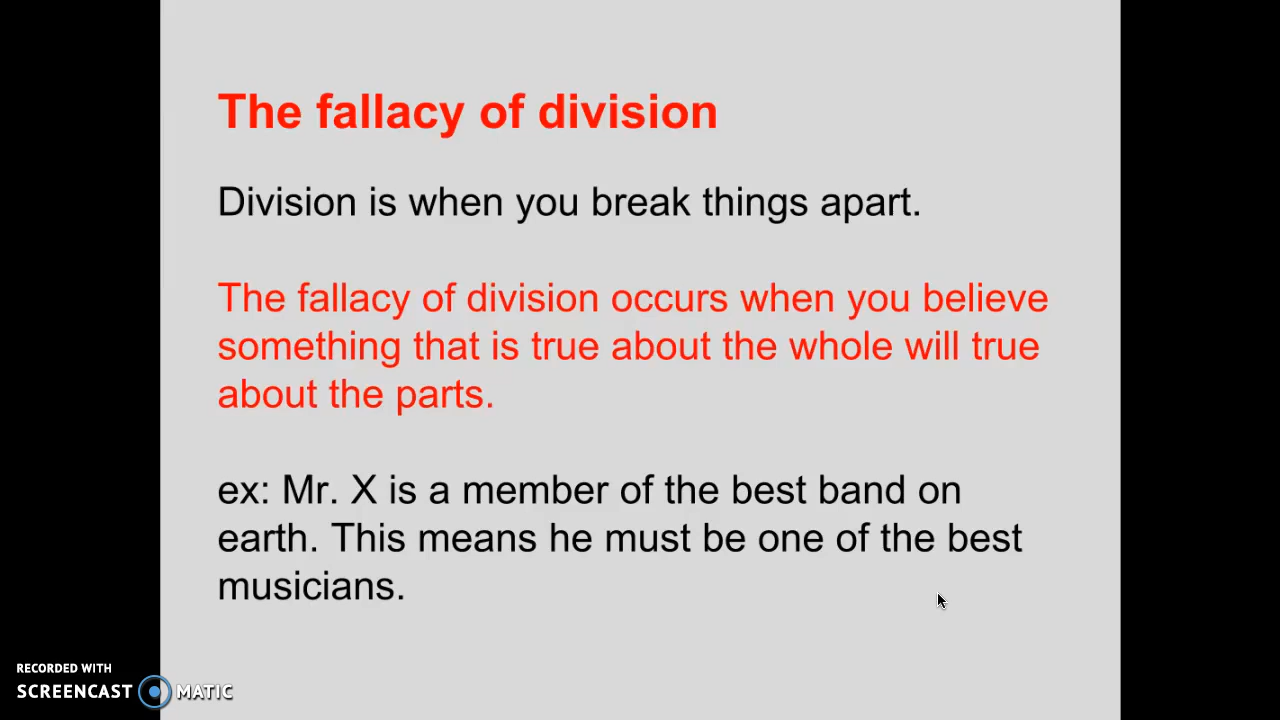 The fallacy of division
Division is when you break things apart.
The fallacy of division occurs when you believe
something that is true about the whole will true
about the parts.
ex: Mr. X is a member of the best band on
earth. This means he must be one of the best
musicians.
RECORDED WITH
SCREENCAST MATIC